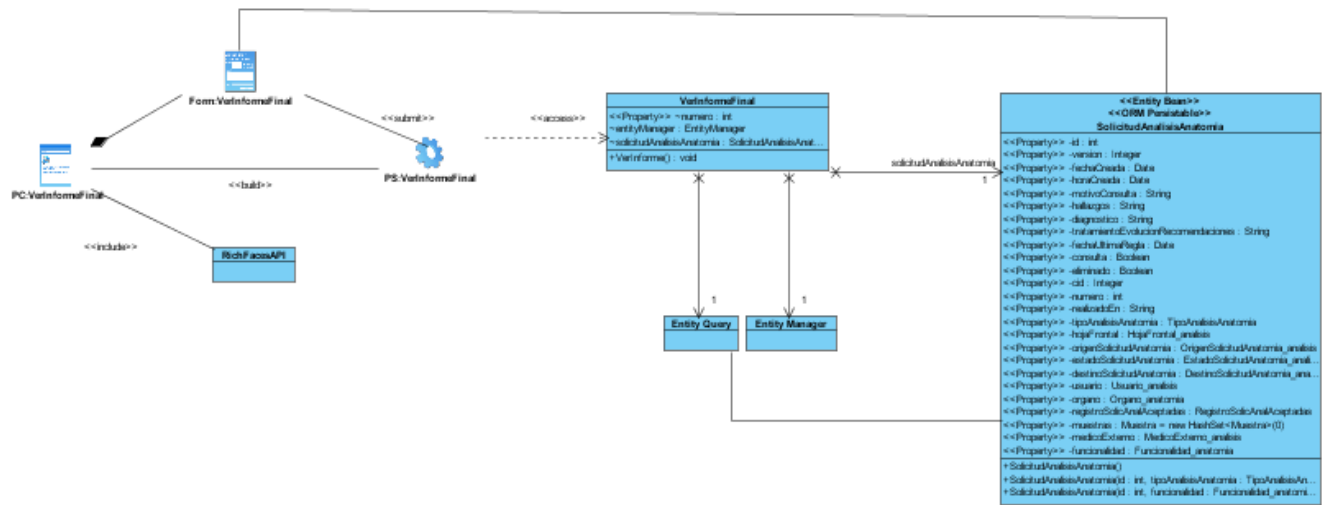 Form:VerInformeFinal
<<submit>>
PS:VerInformeFinal
PC:VerInformeFinal
<<build>>
<<include>>
RichFacesAPI
<<access>>
VerInformeFinal
<<Property>> ~numero : int
~entityManager : EntityManager
~solicitudAnalisisAnatomia : SolicitudAnalisisAnat...
+VerInforme() : void
solicitudAnalisisAnatomia
1
1
1
Entity Query
Entity Manager
<<Entity Bean>>
<<ORM Persistable>>
SolicitudAnalisisAnatomia
<<Property>> -id : int
<<Property>> -version : Integer
<<Property>> -fechaCreada : Date
<<Property>> -horaCreada : Date
<<Property>> -motivoConsulta : String
<<Property>> -hallazgos : String
<<Property>> -diagnostico : String
<<Property>> -tratamientoEvolucionRecomendaciones : String
<<Property>> -fechaUltimaRegla : Date
<<Property>> -consulta : Boolean
<<Property>> -eliminado : Boolean
<<Property>> -cid : Integer
<<Property>> -numero : int
<<Property>> -realizadoEn : String
<<Property>> -tipoAnalisisAnatomia : TipoAnalisisAnatomia
<<Property>> -hojaFrontal : HojaFrontal_analisis
<<Property>> -origenSolicitudAnatomia : OrigenSolicitudAnatomia_analisis
<<Property>> -estadoSolicitudAnatomia : EstadoSolicitudAnatomia_anali...
<<Property>> -destinoSolicitudAnatomia : DestinoSolicitudAnatomia_ana...
<<Property>> -usuario : Usuario_analisis
<<Property>> -organo : Organo_anatomia
<<Property>> -registroSolicAnalAceptadas : RegistroSolicAnalAceptadas
<<Property>> -muestras : Muestra = new HashSet<Muestra>(0)
<<Property>> -medicoExterno : MedicoExterno_analisis
<<Property>> -funcionalidad : Funcionalidad_anatomia
+SolicitudAnalisisAnatomia()
+SolicitudAnalisisAnatomia(id : int, tipoAnalisisAnatomia : TipoAnalisisAn...
+SolicitudAnalisisAnatomia(id : int, funcionalidad : Funcionalidad_anatomi...